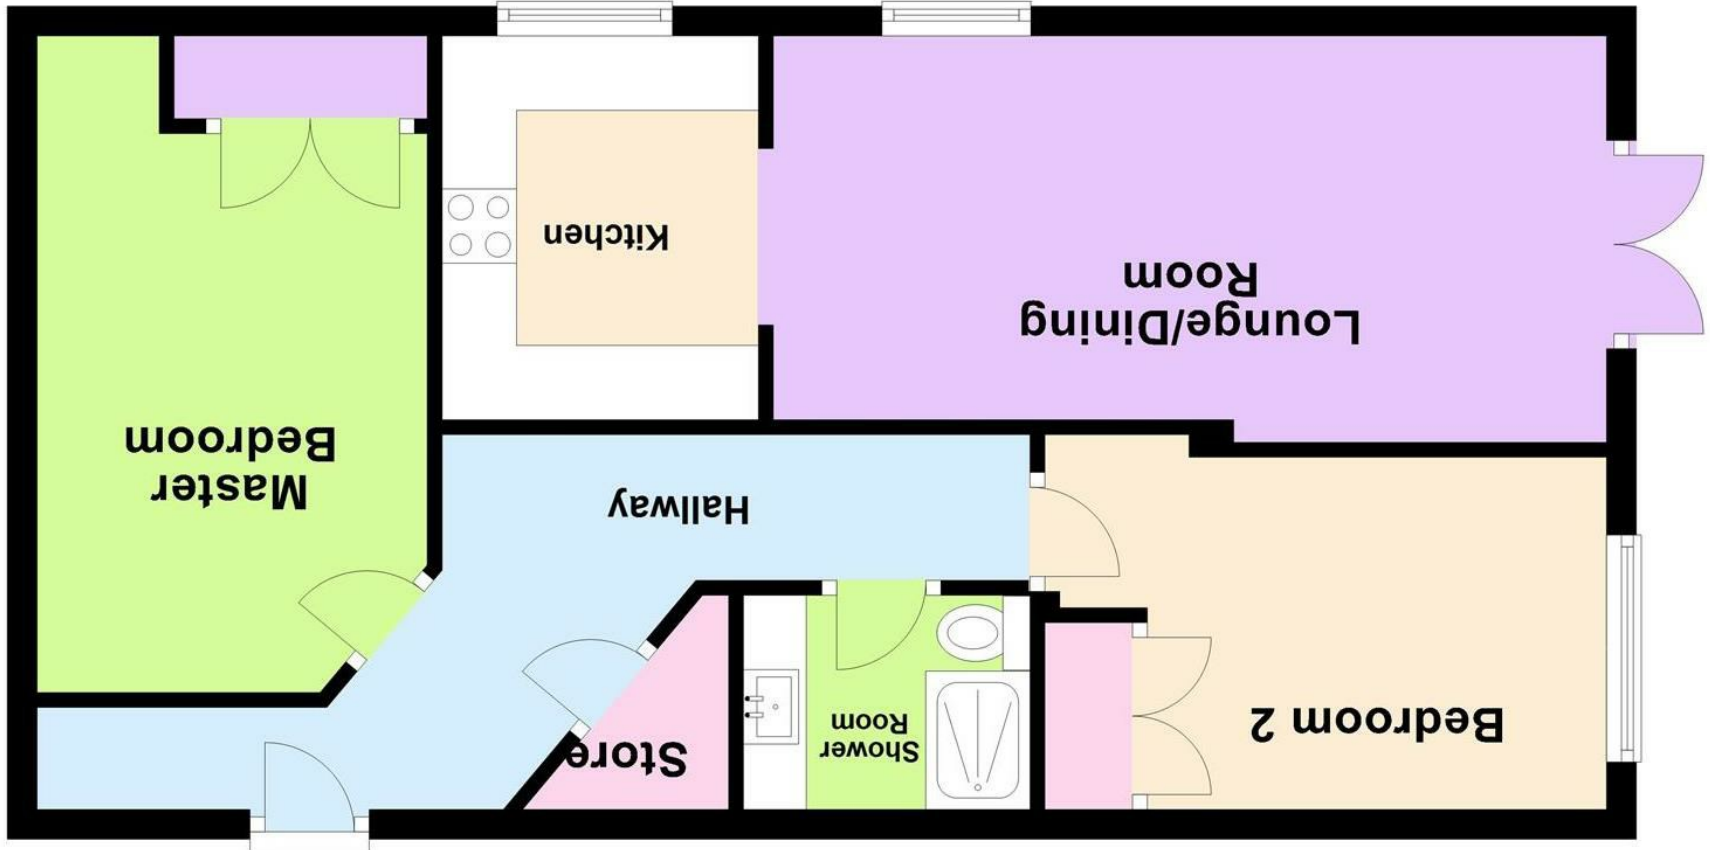 Bedroom 2
Shower
Room
Store
Hallway
Master
Bedroom
Lounge/Dining
Room
Kitchen